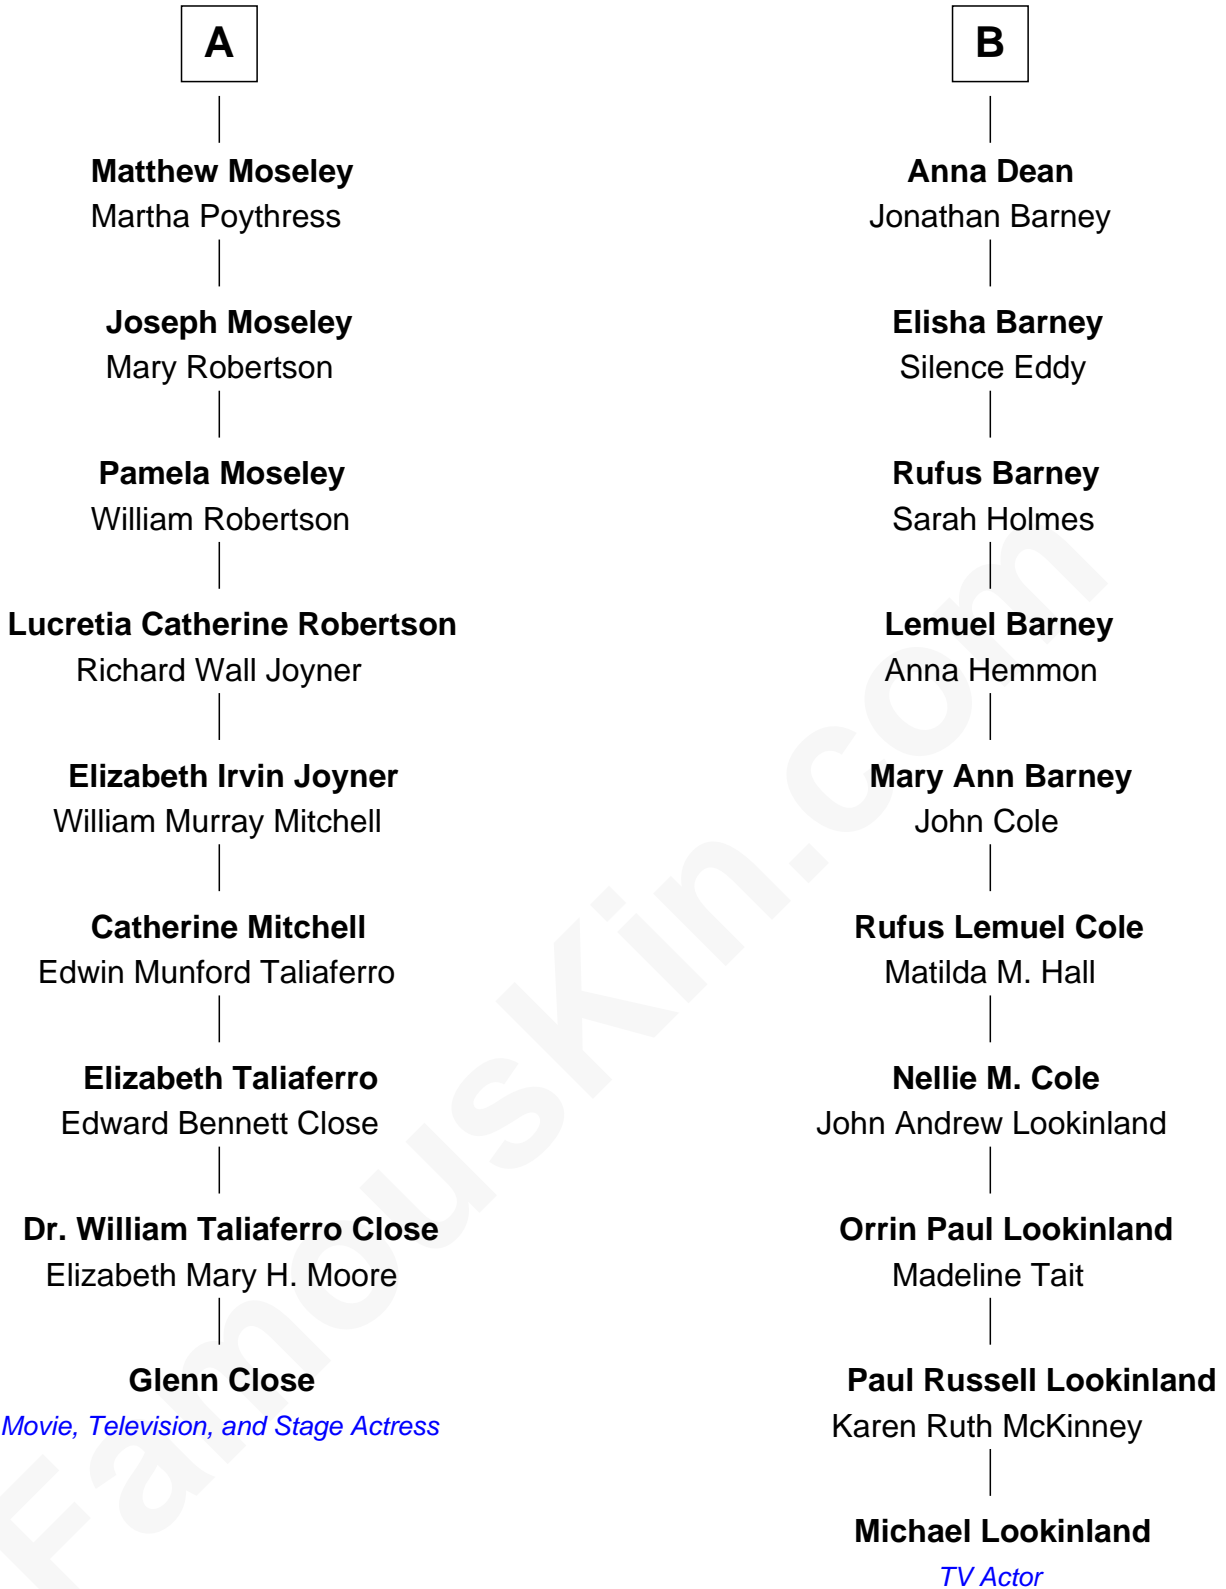 A
Matthew Moseley
Martha Poythress
Joseph Moseley
Mary Robertson
Pamela Moseley
William Robertson
Lucretia Catherine Robertson
Richard Wall Joyner
Elizabeth Irvin Joyner
William Murray Mitchell
Catherine Mitchell
Edwin Munford Taliaferro
Elizabeth Taliaferro
Edward Bennett Close
Dr. William Taliaferro Close
Elizabeth Mary H. Moore
Glenn Close
Movie, Television, and Stage Actress
B
Anna Dean
Jonathan Barney
Elisha Barney
Silence Eddy
Rufus Barney
Sarah Holmes
Lemuel Barney
Anna Hemmon
Mary Ann Barney
John Cole
Rufus Lemuel Cole
Matilda M. Hall
Nellie M. Cole
John Andrew Lookinland
Orrin Paul Lookinland
Madeline Tait
Paul Russell Lookinland
Karen Ruth McKinney
Michael Lookinland
TV Actor
FamousKin.com